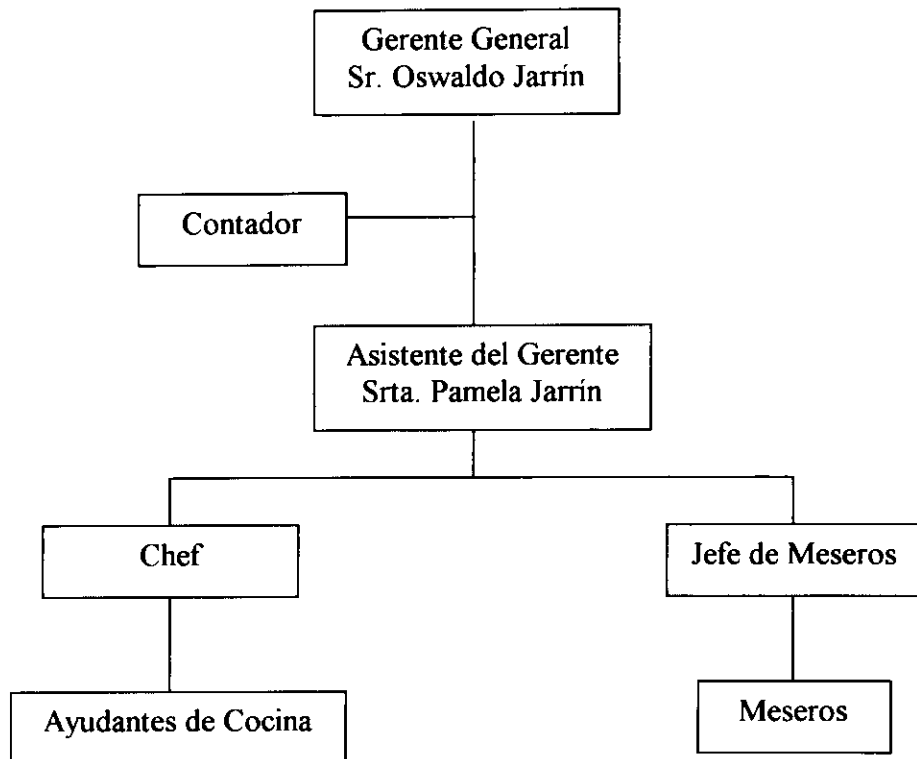 Gerente General
Sr. Oswaldo Jarrín
Contador
Asistente del Gerente
Srta. Pamela Jarrín
Chef
Jefe de Meseros
Ayudantes de Cocina
Meseros